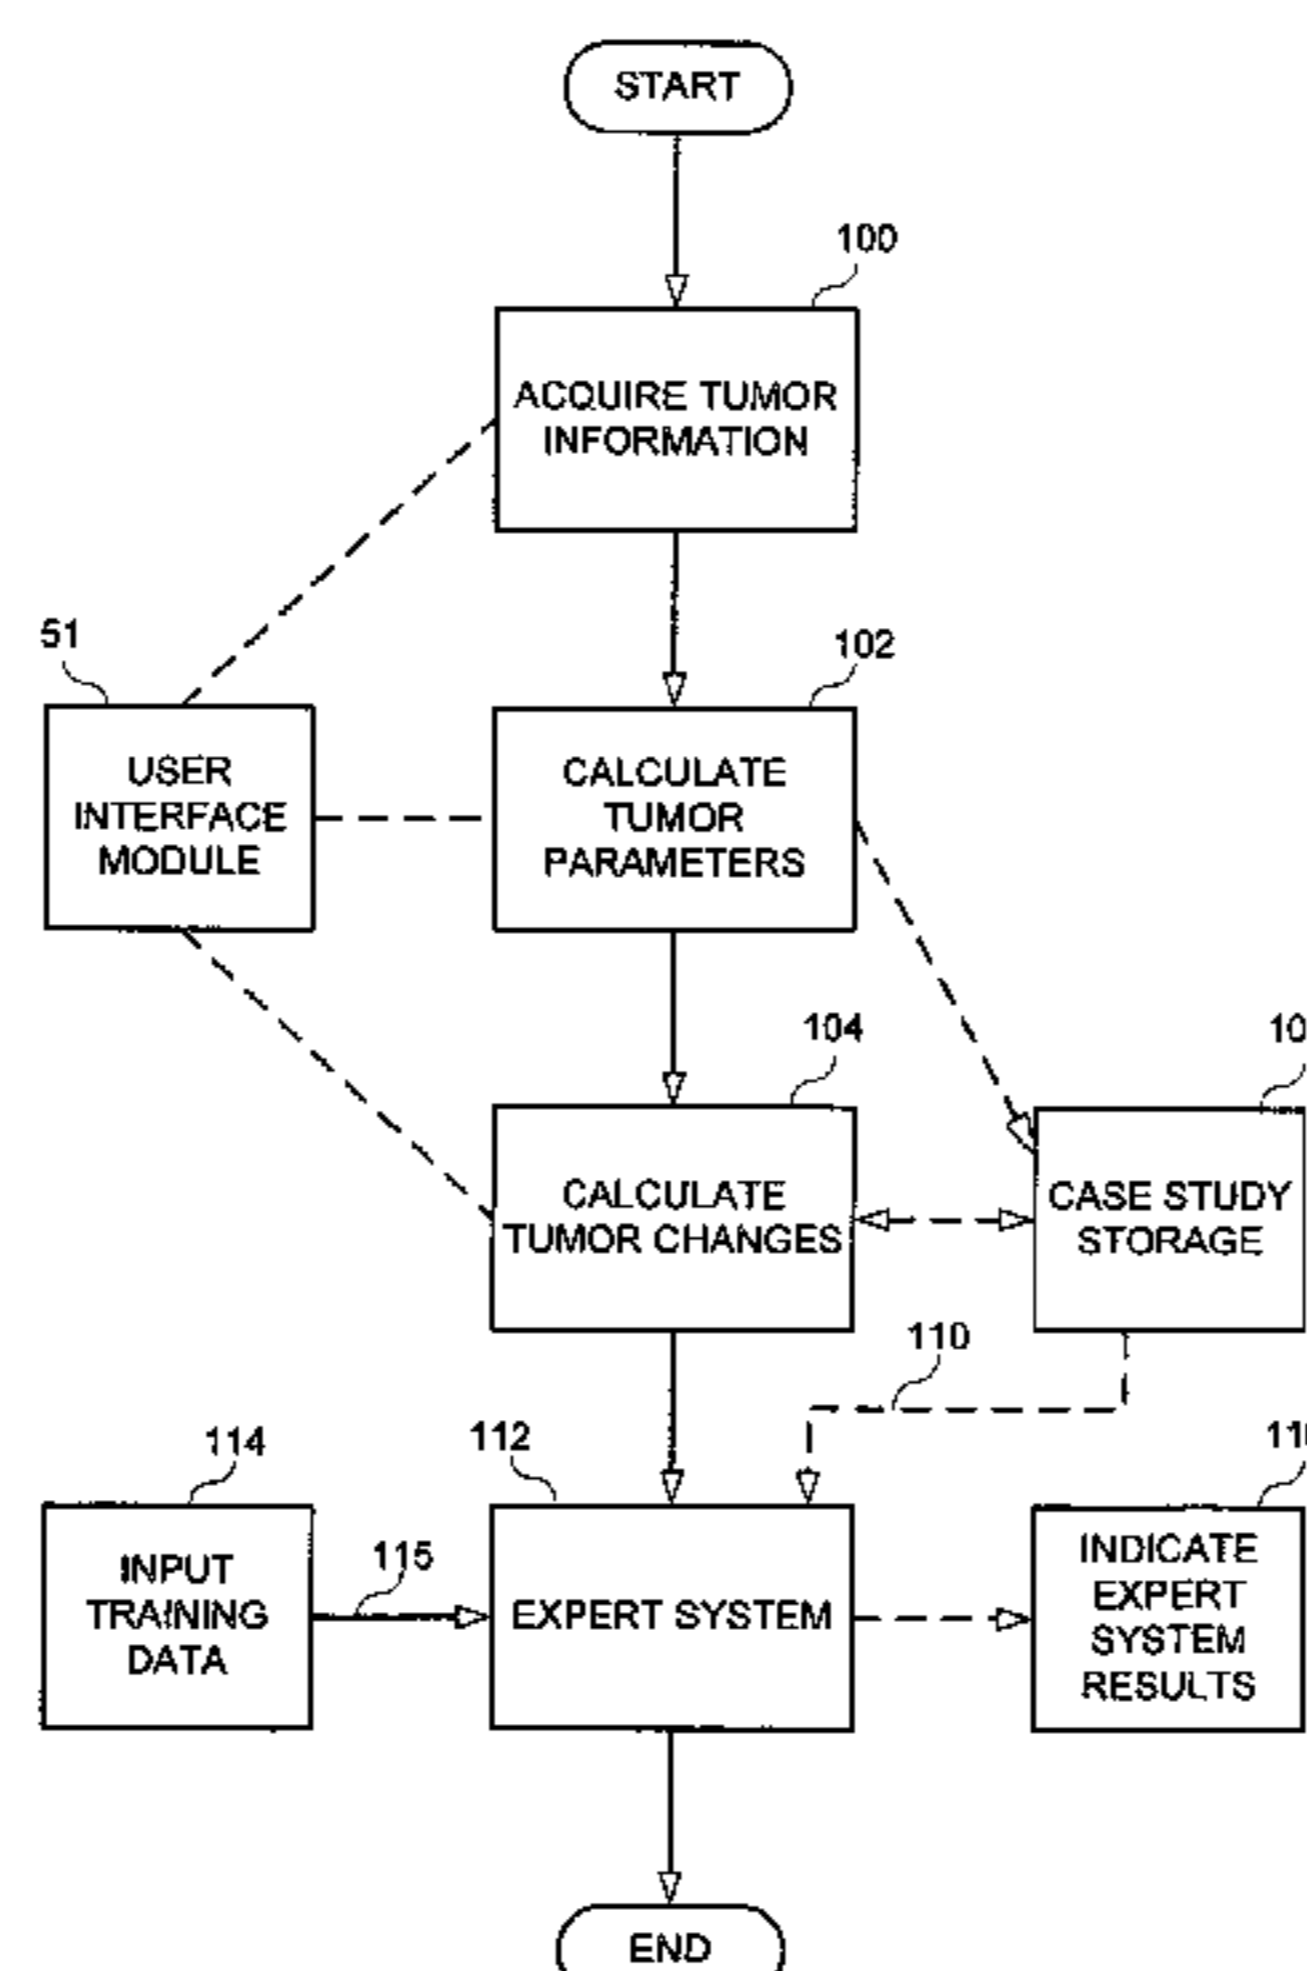 START
100
ACQUIRE TUMOR
INFORMATION
51
USER
INTERFACE
MODULE
102
CALCULATE
TUMOR
PARAMETERS
104
CALCULATE
TUMOR CHANGES
CASE STUDY
STORAGE
110
114
INPUT
TRAINING
DATA
115
112
EXPERT SYSTEM
INDICATE
EXPERT
SYSTEM
RESULTS
END